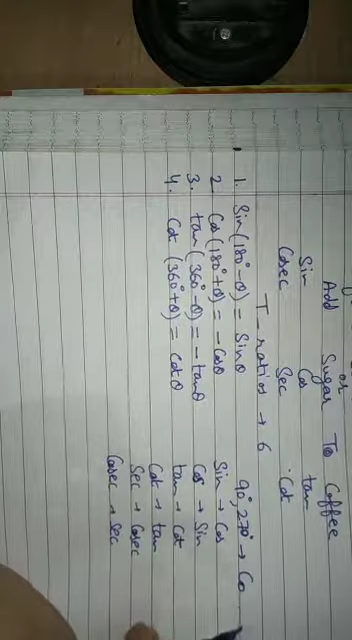 Add Sugar To Coffee
or
Sin Cos tan
Cosec Sec Cot
T-ratios → 6
1. Sin(180°-θ) = Sinθ
2. Cos(180°+θ) = -Cosθ
3. tan(360°-θ) = -tanθ
4. Cot(360°+θ) = Cotθ
90°, 270° → Co
Sin → Cos
Cos → Sin
tan → Cot
Cot → tan
Sec → Cosec
Cosec → Sec